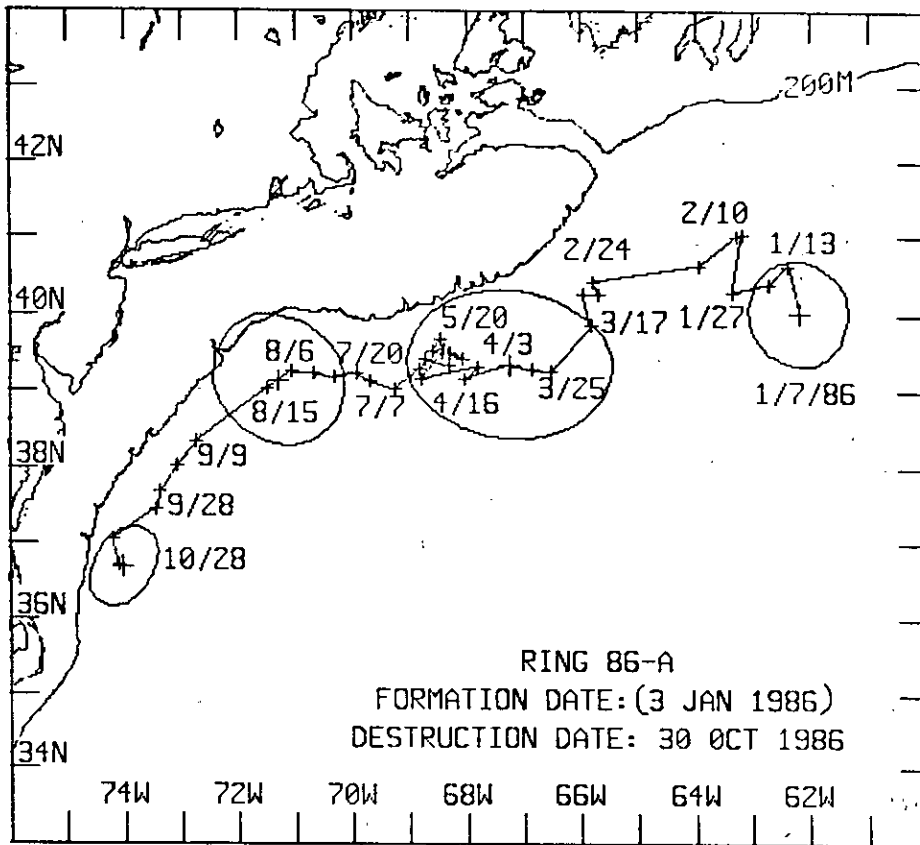 200M
42N
2/10
2/24
1/13
40N
5/20
3/17
1/27
8/6
7/20
4/3
8/15
7/7
4/16
3/25
1/7/86
38N
9/9
9/28
10/28
36N
RING 86-A
FORMATION DATE:(3 JAN 1986)
DESTRUCTION DATE: 30 OCT 1986
34N
74W 72W 70W 68W 66W 64W 62W